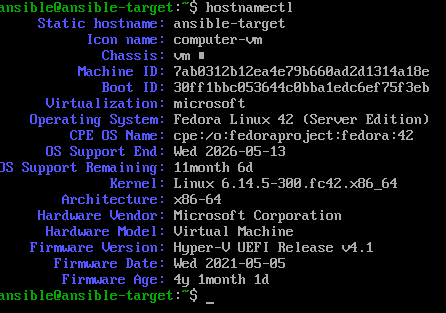 ansible@ansible-target:~$ hostnamectl
Static hostname: ansible-target
Icon name: computer-vm
Chassis: vm
Machine ID: 7ab0312b12ea4e79b660ad2d1314a18e
Boot ID: 30ff1bbc053644c0bba1edc6ef75f3eb
Virtualization: microsoft
Operating System: Fedora Linux 42 (Server Edition)
CPE OS Name: cpe:/o:fedoraproject:fedora:42
OS Support End: Wed 2026-05-13
OS Support Remaining: 11month 6d
Kernel: Linux 6.14.5-300.fc42.x86_64
Architecture: x86-64
Hardware Vendor: Microsoft Corporation
Hardware Model: Virtual Machine
Firmware Version: Hyper-V UEFI Release v4.1
Firmware Date: Wed 2021-05-05
Firmware Age: 4y 1month 1d
ansible@ansible-target:~$ _